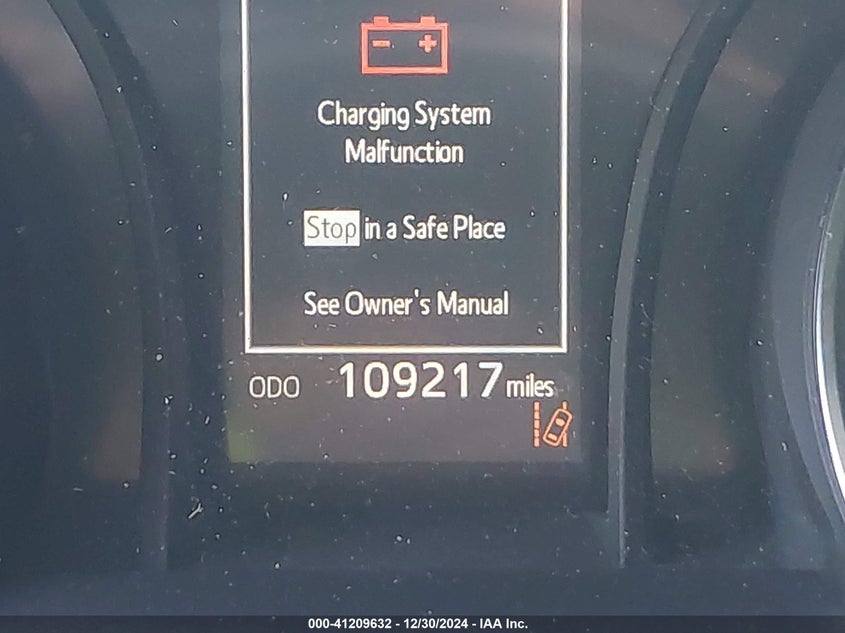 Charging System
Malfunction
Stop in a Safe Place
See Owner's Manual
ODO 109217 miles
000-41209632 - 12/30/2024 - IAA Inc.